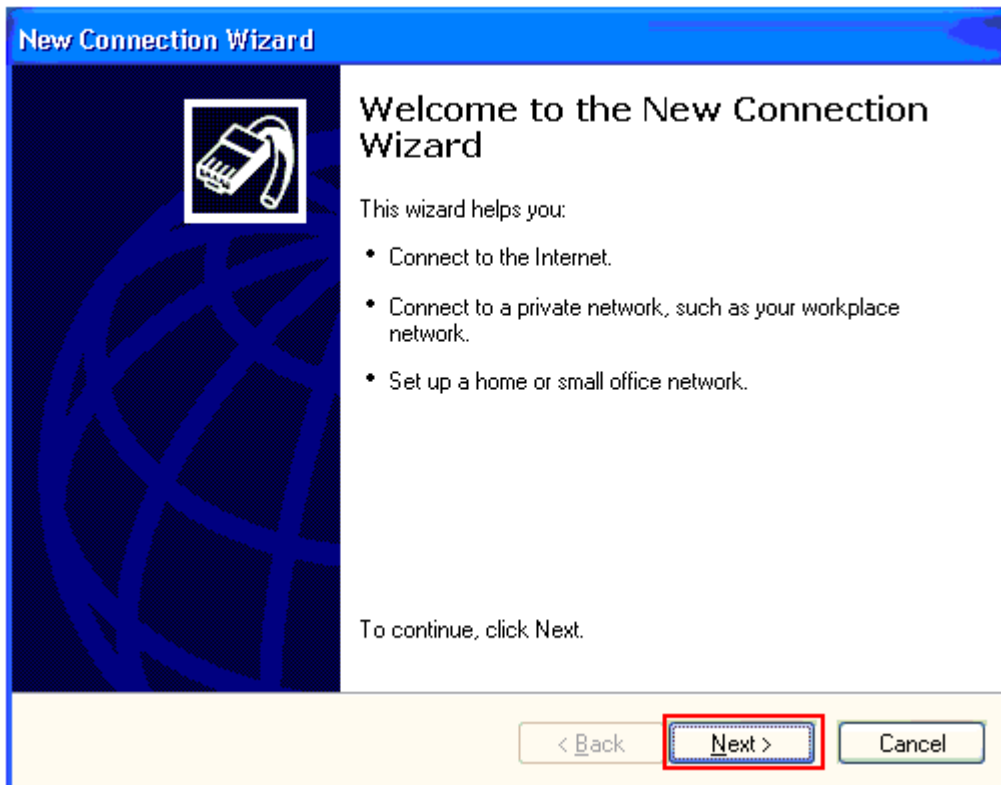 New Connection Wizard
Welcome to the New Connection
Wizard
This wizard helps you:
• Connect to the Internet.
• Connect to a private network, such as your workplace
network.
• Set up a home or small office network.
To continue, click Next.
< Back
Next >
Cancel